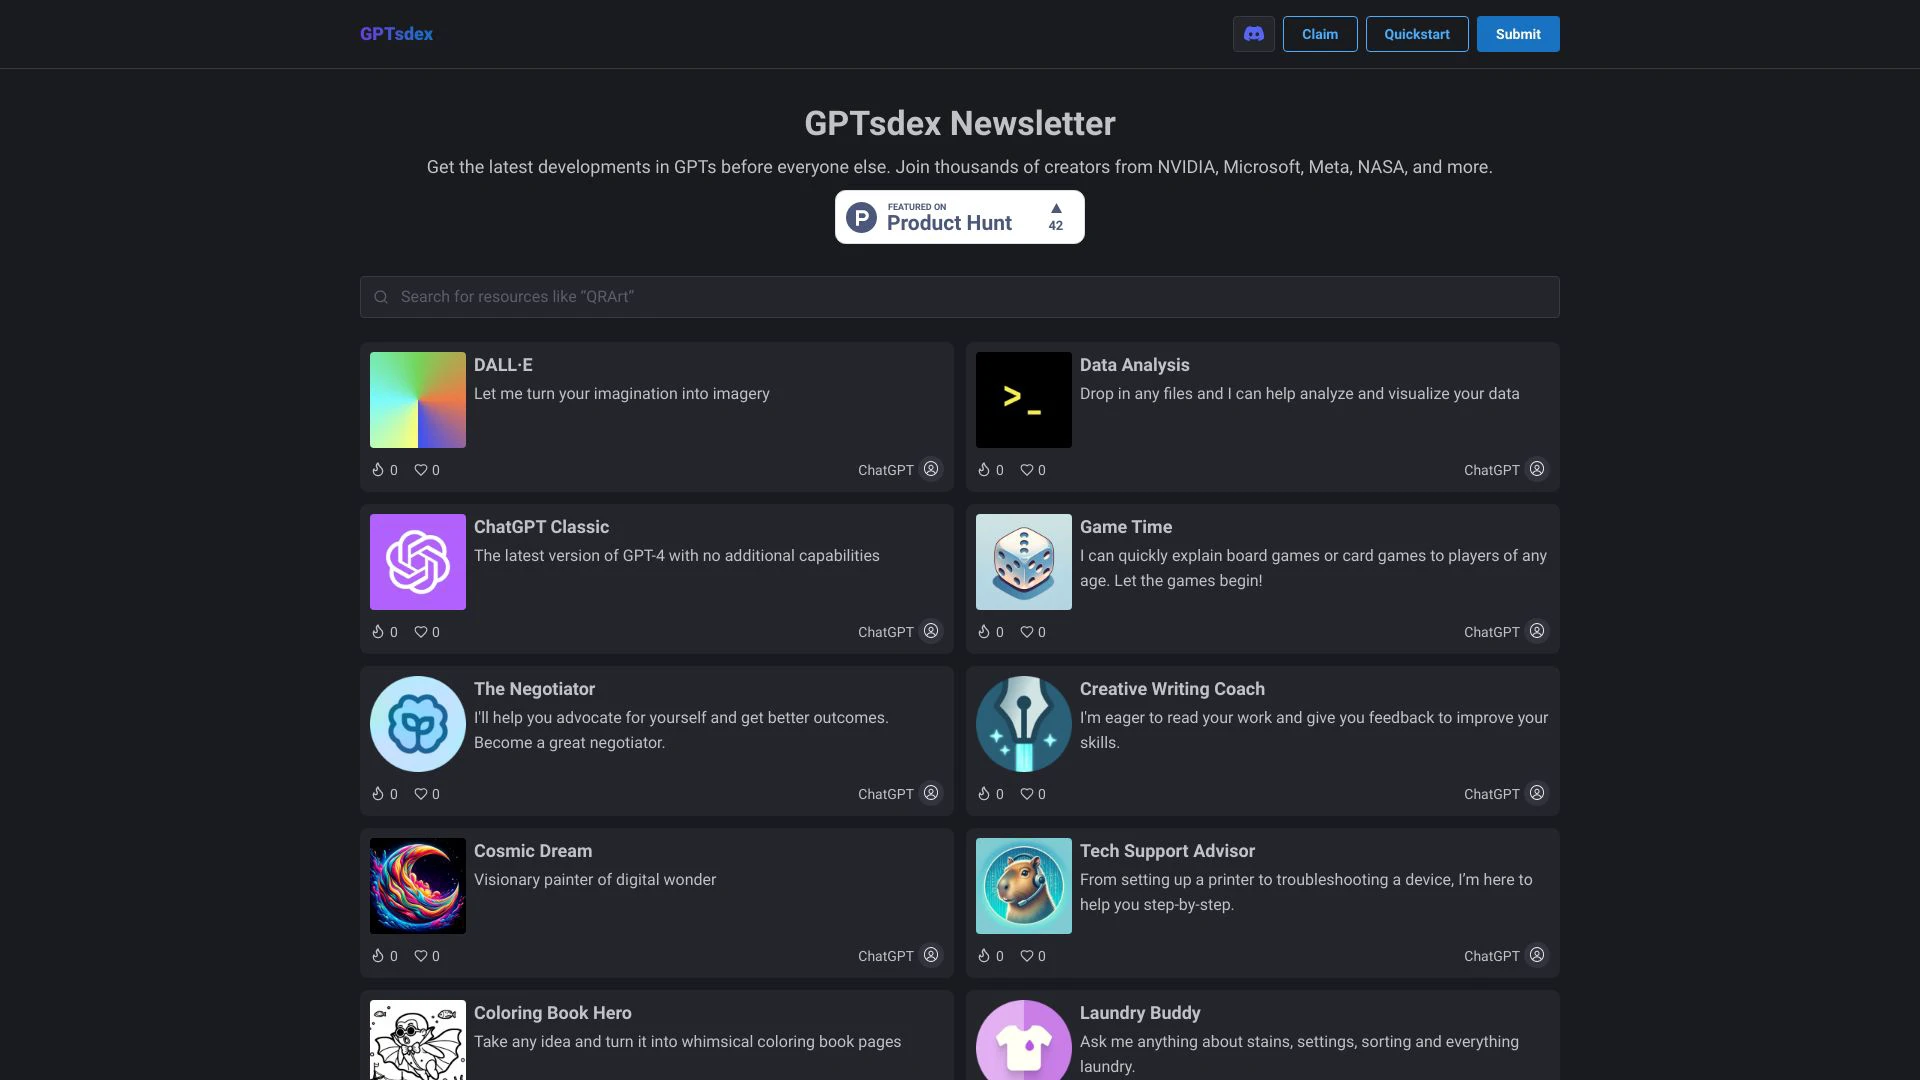 GPTsdex
Claim
Quickstart
Submit
GPTsdex Newsletter
Get the latest developments in GPTs before everyone else. Join thousands of creators from NVIDIA, Microsoft, Meta, NASA, and more.
P
FEATURED ON
Product Hunt
42
Search for resources like “QRArt”
DALL·E
Let me turn your imagination into imagery
0 0
ChatGPT
>_
Data Analysis
Drop in any files and I can help analyze and visualize your data
0 0
ChatGPT
ChatGPT Classic
The latest version of GPT-4 with no additional capabilities
0 0
ChatGPT
Game Time
I can quickly explain board games or card games to players of any
age. Let the games begin!
0 0
ChatGPT
The Negotiator
I'll help you advocate for yourself and get better outcomes.
Become a great negotiator.
0 0
ChatGPT
Creative Writing Coach
I'm eager to read your work and give you feedback to improve your
skills.
0 0
ChatGPT
Cosmic Dream
Visionary painter of digital wonder
0 0
ChatGPT
Tech Support Advisor
From setting up a printer to troubleshooting a device, I’m here to
help you step-by-step.
0 0
ChatGPT
Coloring Book Hero
Take any idea and turn it into whimsical coloring book pages
Laundry Buddy
Ask me anything about stains, settings, sorting and everything
laundry.